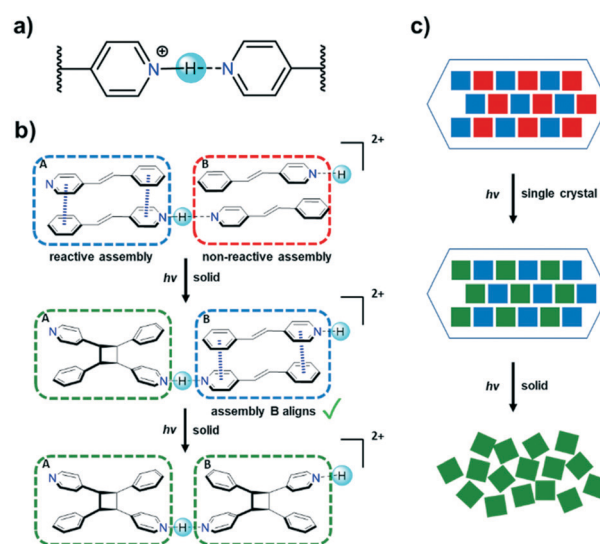 a)
⊕
N H N
b)
A
B
2+
N
N H
N H N
reactive assembly
non-reactive assembly
hv solid
A
B
2+
N
N H
N H N
assembly B aligns ✓
hv solid
A
B
2+
N
N H
N H N
c)
hv single crystal
hv solid